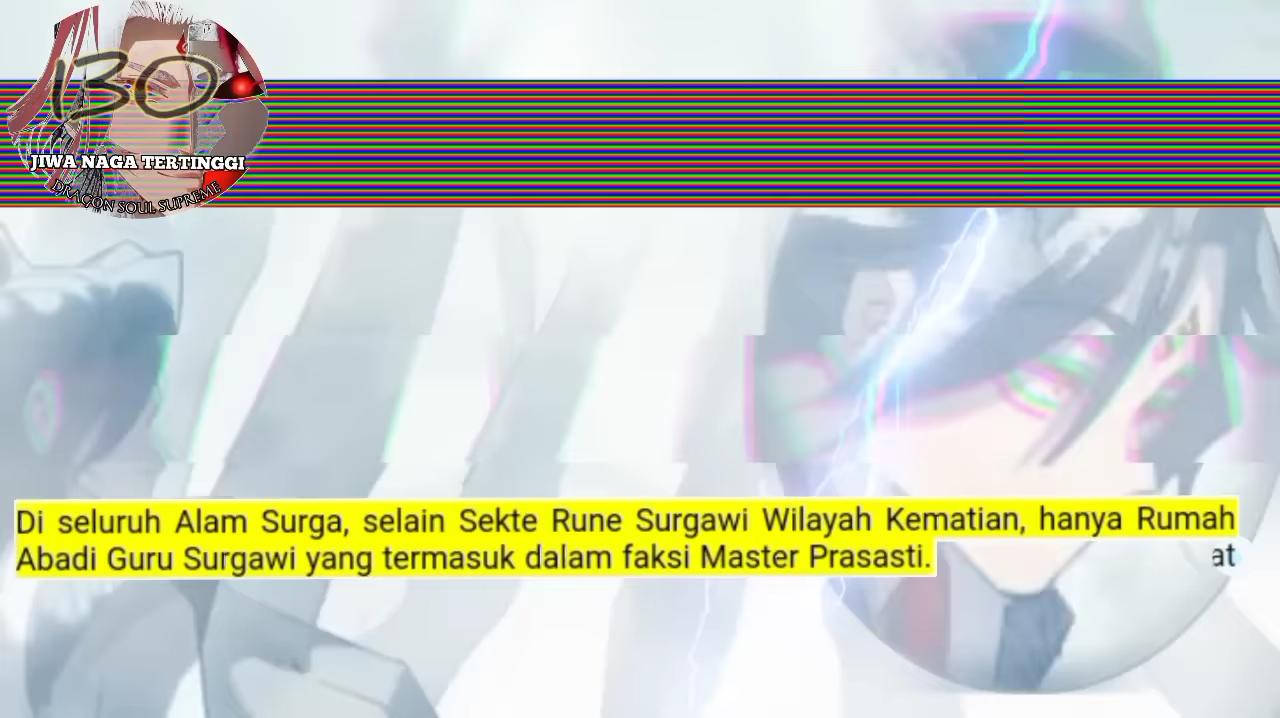 130
JIWA NAGA TERTINGGI
DRAGON SOUL SUPREME
Di seluruh Alam Surga, selain Sekte Rune Surgawi Wilayah Kematian, hanya Rumah
Abadi Guru Surgawi yang termasuk dalam faksi Master Prasasti.
at